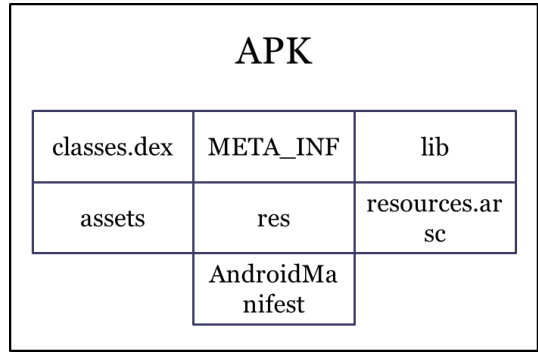 APK
classes.dex
META_INF
lib
assets
res
resources.ar
sc
AndroidMa
nifest